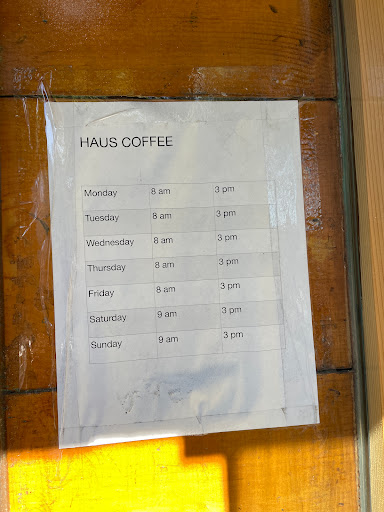 HAUS COFFEE
Monday 8 am 3 pm
Tuesday 8 am 3 pm
Wednesday 8 am 3 pm
Thursday 8 am 3 pm
Friday 8 am 3 pm
Saturday 9 am 3 pm
Sunday 9 am 3 pm